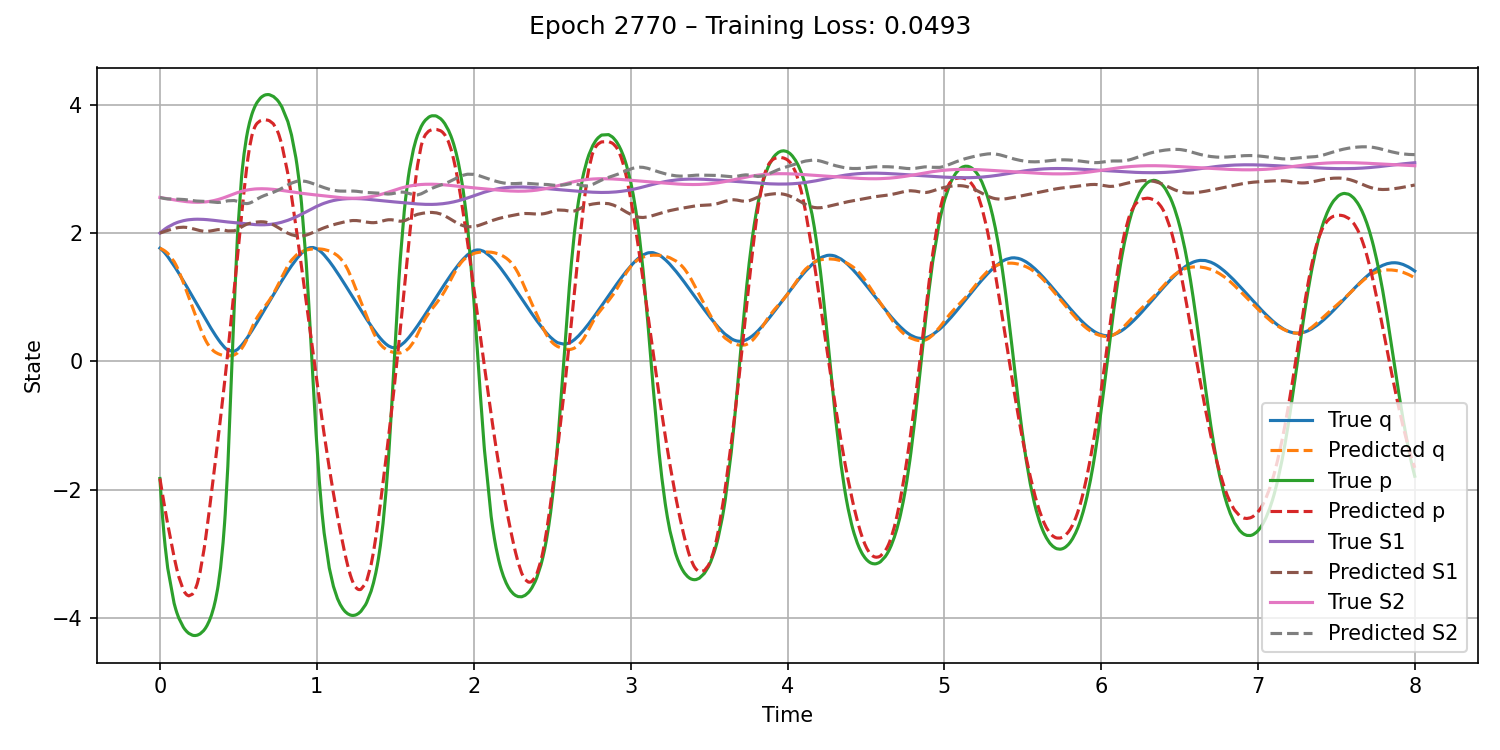 Epoch 2770 – Training Loss: 0.0493
State
4
2
0
−2
−4
0 1 2 3 4 5 6 7 8
Time
True q
Predicted q
True p
Predicted p
True S1
Predicted S1
True S2
Predicted S2